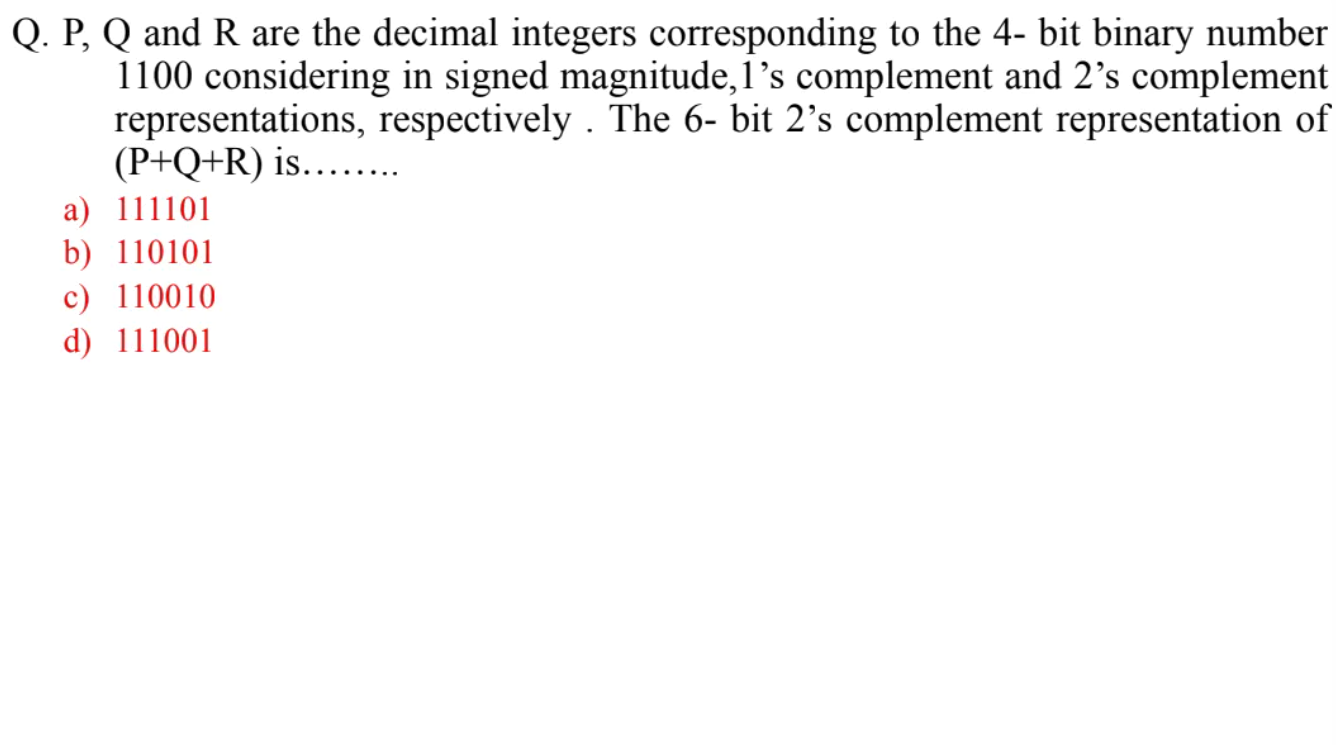 Q. P, Q and R are the decimal integers corresponding to the 4- bit binary number
1100 considering in signed magnitude,1’s complement and 2’s complement
representations, respectively . The 6- bit 2’s complement representation of
(P+Q+R) is........
a) 111101
b) 110101
c) 110010
d) 111001